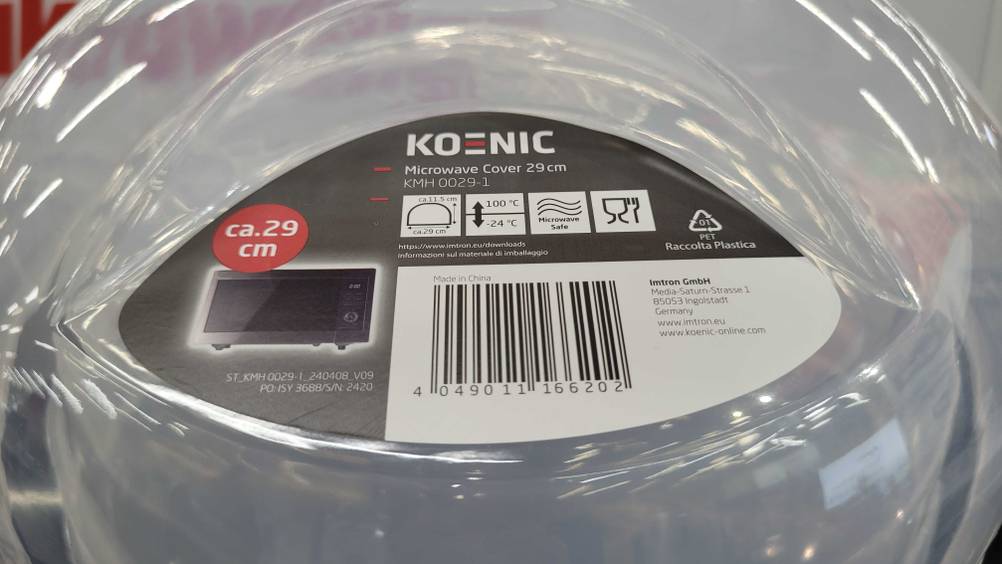 KOENIC
Microwave Cover 29cm
KMH 0029-1
ca.11.5 cm
ca.29 cm
100 °C
-24 °C
Microwave
Safe
01
PET
Raccolta Plastica
https://www.imtron.eu/downloads
Informazioni sul materiale di imballaggio
ca.29
cm
Made in China
4 049011 166202
Imtron GmbH
Media-Saturn-Strasse 1
85053 Ingolstadt
Germany
www.imtron.eu
www.koenic-online.com
ST_KMH 0029-1_240408_V09
PO: ISY 3688/S/N: 2420